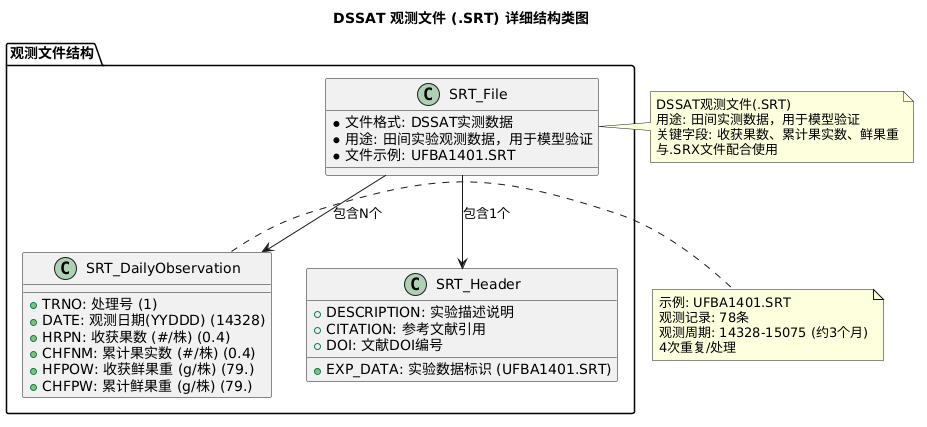 DSSAT 观测文件 (.SRT) 详细结构类图
观测文件结构
C SRT_File
文件格式: DSSAT实测数据
用途: 田间实验观测数据，用于模型验证
文件示例: UFBA1401.SRT
DSSAT观测文件(.SRT)
用途: 田间实测数据，用于模型验证
关键字段: 收获果数、累计果实数、鲜果重
与.SRX文件配合使用
包含N个
包含1个
C SRT_DailyObservation
TRNO: 处理号 (1)
DATE: 观测日期(YYDDD) (14328)
HRPN: 收获果数 (#/株) (0.4)
CHFNM: 累计果实数 (#/株) (0.4)
HFPOW: 收获鲜果重 (g/株) (79.)
CHFPW: 累计鲜果重 (g/株) (79.)
C SRT_Header
DESCRIPTION: 实验描述说明
CITATION: 参考文献引用
DOI: 文献DOI编号
EXP_DATA: 实验数据标识 (UFBA1401.SRT)
示例: UFBA1401.SRT
观测记录: 78条
观测周期: 14328-15075 (约3个月)
4次重复/处理